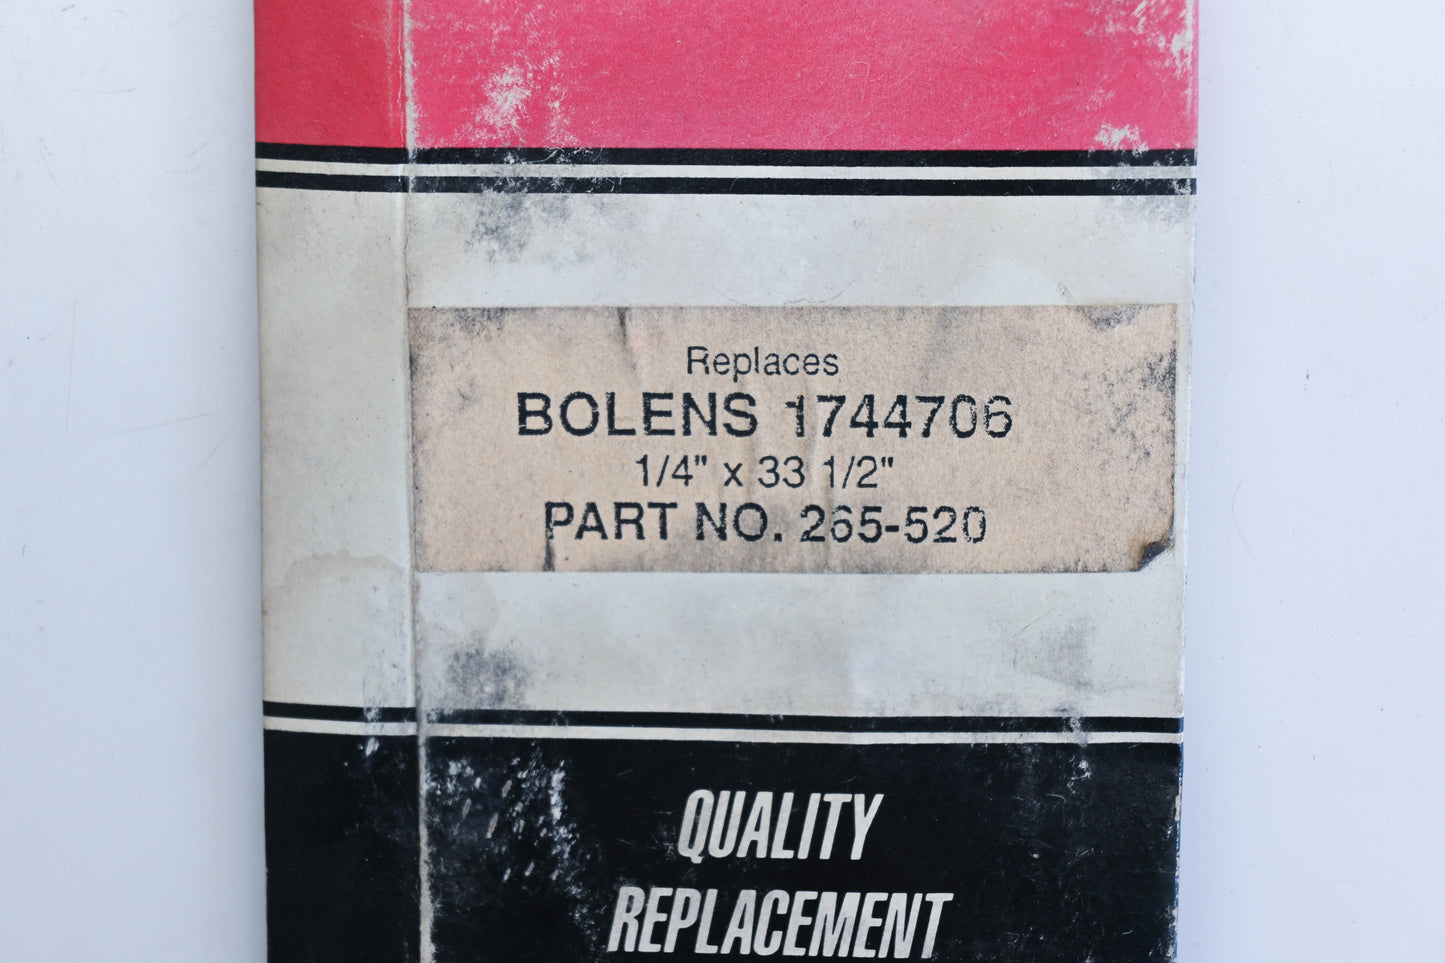 Replaces
BOLENS 1744706
1/4" x 33 1/2"
PART NO. 265-520
QUALITY
REPLACEMENT